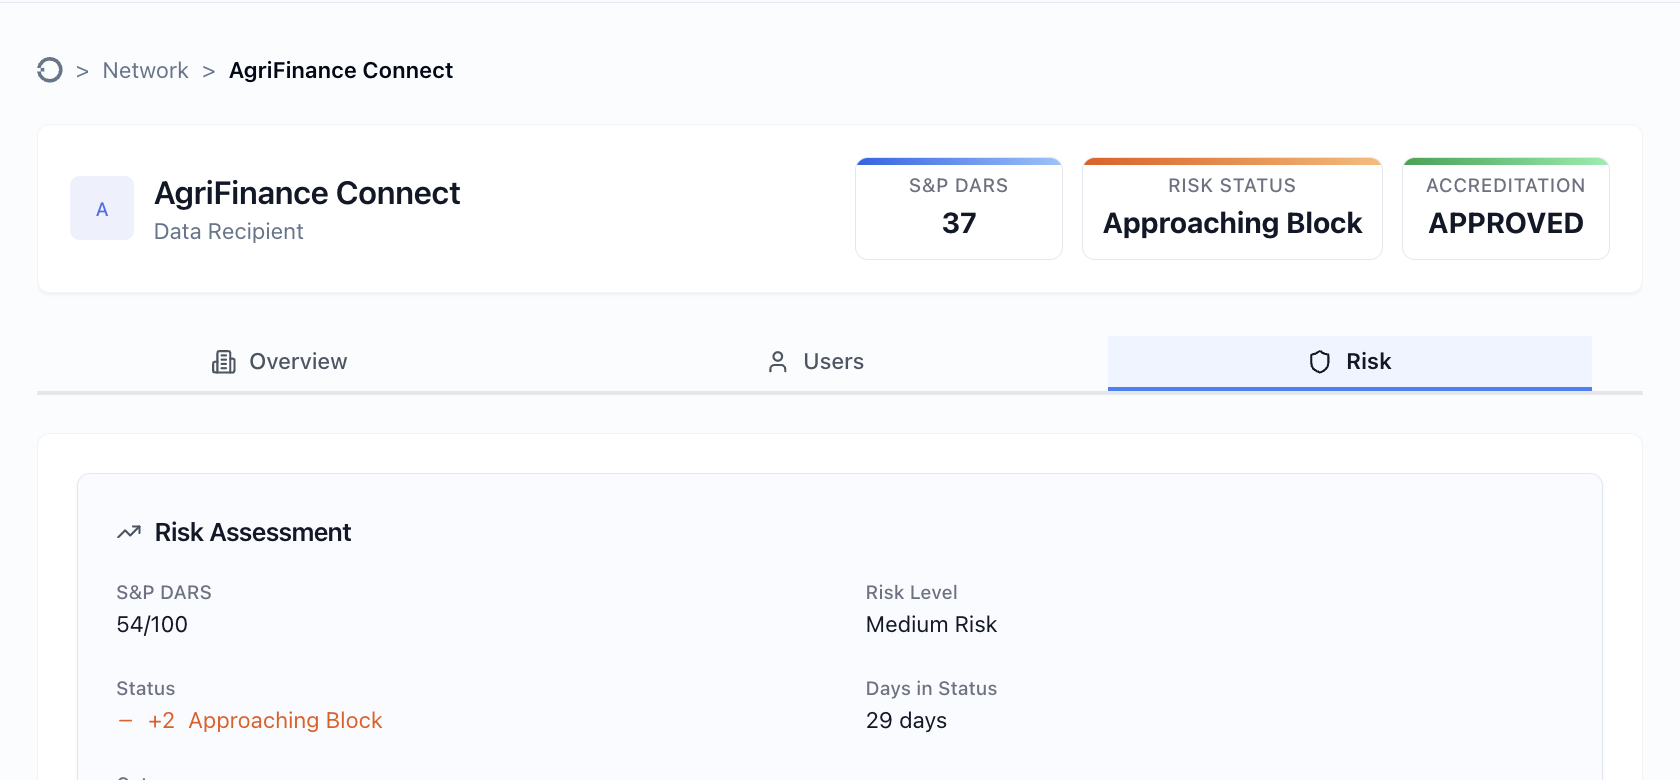 > Network > AgriFinance Connect
A
AgriFinance Connect
Data Recipient
S&P DARS
37
RISK STATUS
Approaching Block
ACCREDITATION
APPROVED
Overview
Users
Risk
Risk Assessment
S&P DARS
54/100
Risk Level
Medium Risk
Status
– +2 Approaching Block
Days in Status
29 days